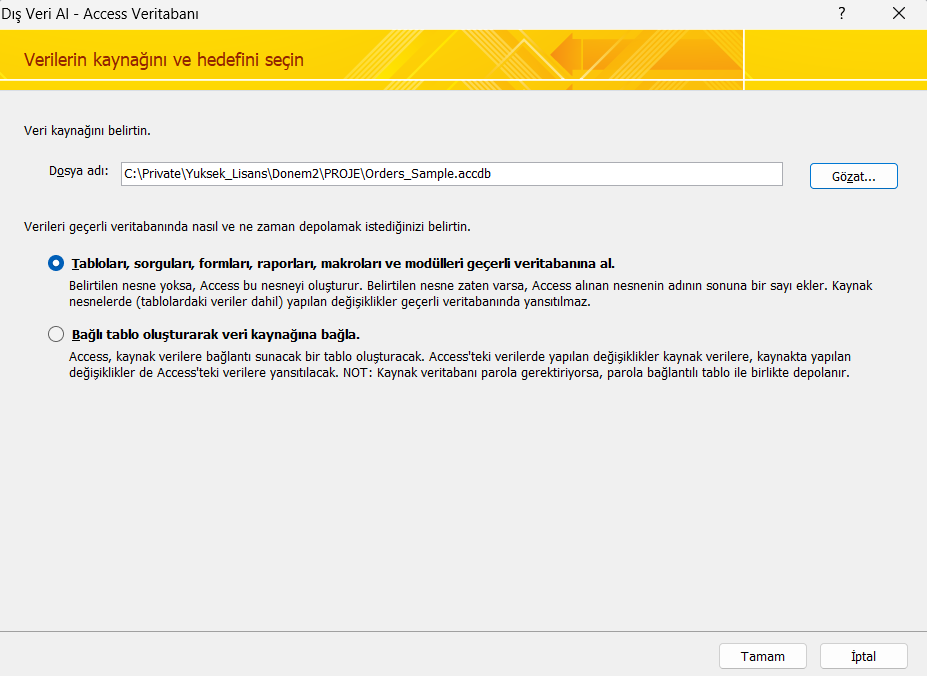 Dış Veri Al - Access Veritabanı
?
Verilerin kaynağını ve hedefini seçin
Veri kaynağını belirtin.
Dosya adı: C:\Private\Yuksek_Lisans\Donem2\PROJE\Orders_Sample.accdb Gözat...
Verileri geçerli veritabanında nasıl ve ne zaman depolamak istediğinizi belirtin.
Tabloları, sorguları, formları, raporları, makroları ve modülleri geçerli veritabanına al.
Belirtilen nesne yoksa, Access bu nesneyi oluşturur. Belirtilen nesne zaten varsa, Access alınan nesnenin adının sonuna bir sayı ekler. Kaynak
nesnelerde (tablolardaki veriler dahil) yapılan değişiklikler geçerli veritabanında yansıtılmaz.
Bağlı tablo oluşturarak veri kaynağına bağla.
Access, kaynak verilere bağlantı sunacak bir tablo oluşturacak. Access'teki verilerde yapılan değişiklikler kaynak verilere, kaynakta yapılan
değişiklikler de Access'teki verilere yansıtılacak. NOT: Kaynak veritabanı parola gerektiriyorsa, parola bağlantılı tablo ile birlikte depolanır.
Tamam İptal